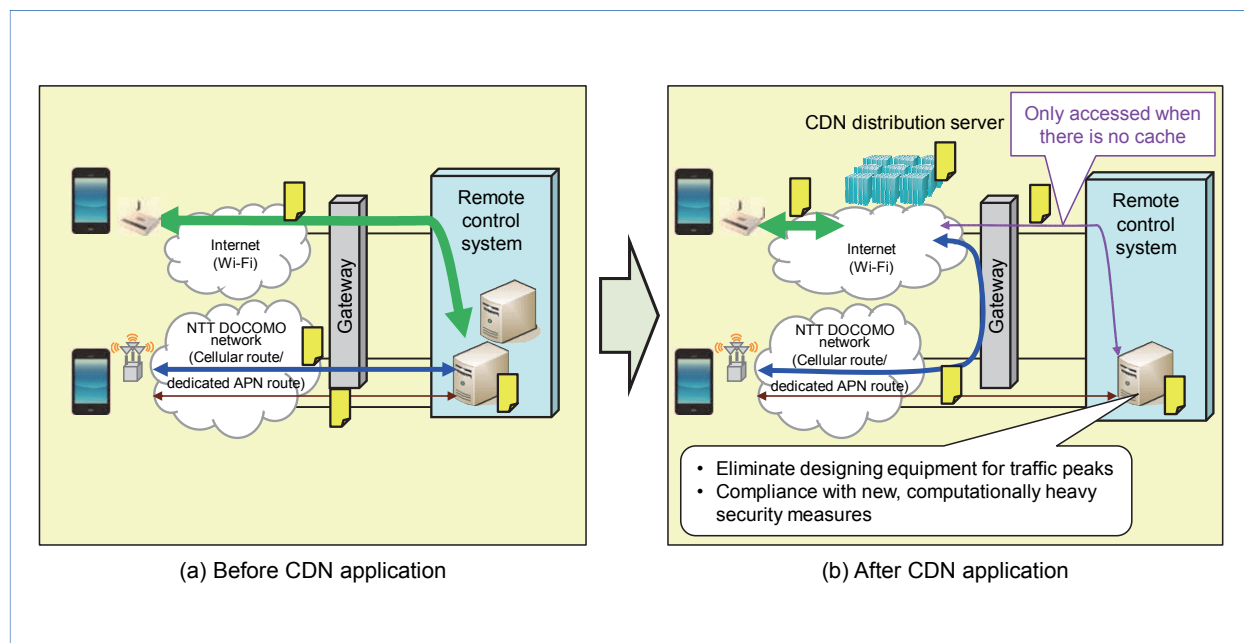 Remote
control
system
Internet
(Wi-Fi)
Gateway
NTT DOCOMO
network
(Cellular route/
dedicated APN route)
(a) Before CDN application
CDN distribution server
Only accessed when
there is no cache
Remote
control
system
Internet
(Wi-Fi)
Gateway
NTT DOCOMO
network
(Cellular route/
dedicated APN route)
• Eliminate designing equipment for traffic peaks
• Compliance with new, computationally heavy
security measures
(b) After CDN application